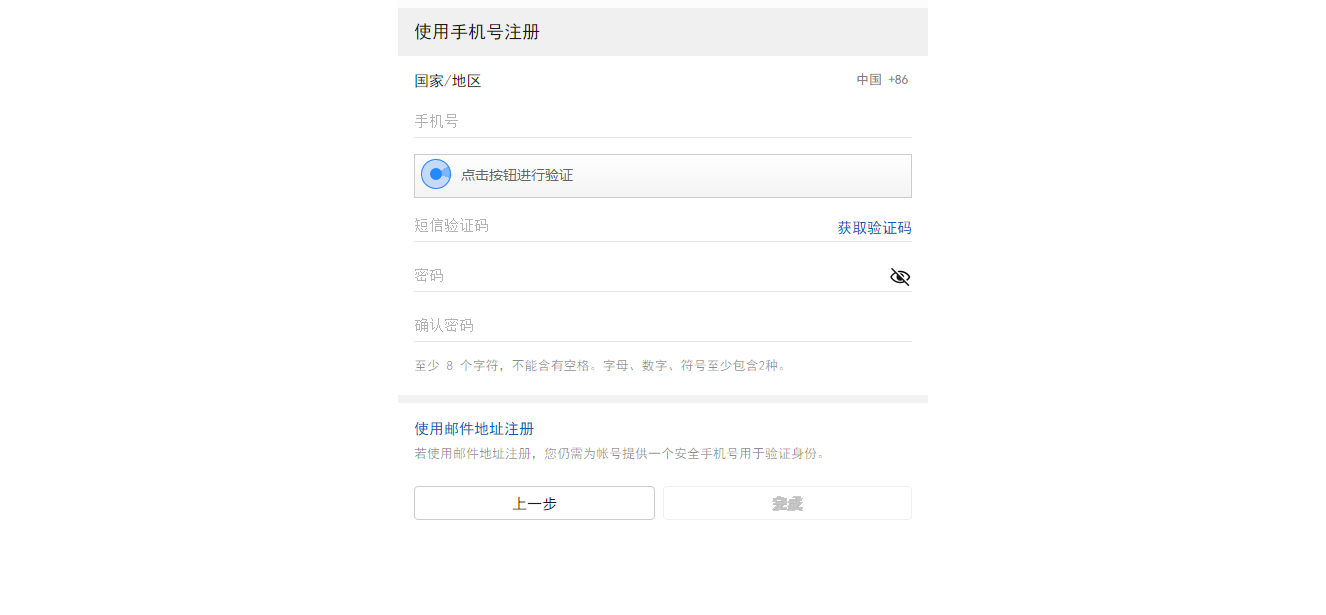 使用手机号注册
国家/地区 中国 +86
手机号
点击按钮进行验证
短信验证码 获取验证码
密码
确认密码
至少 8 个字符，不能含有空格。字母、数字、符号至少包含2种。
使用邮件地址注册
若使用邮件地址注册，您仍需为帐号提供一个安全手机号用于验证身份。
上一步 完成